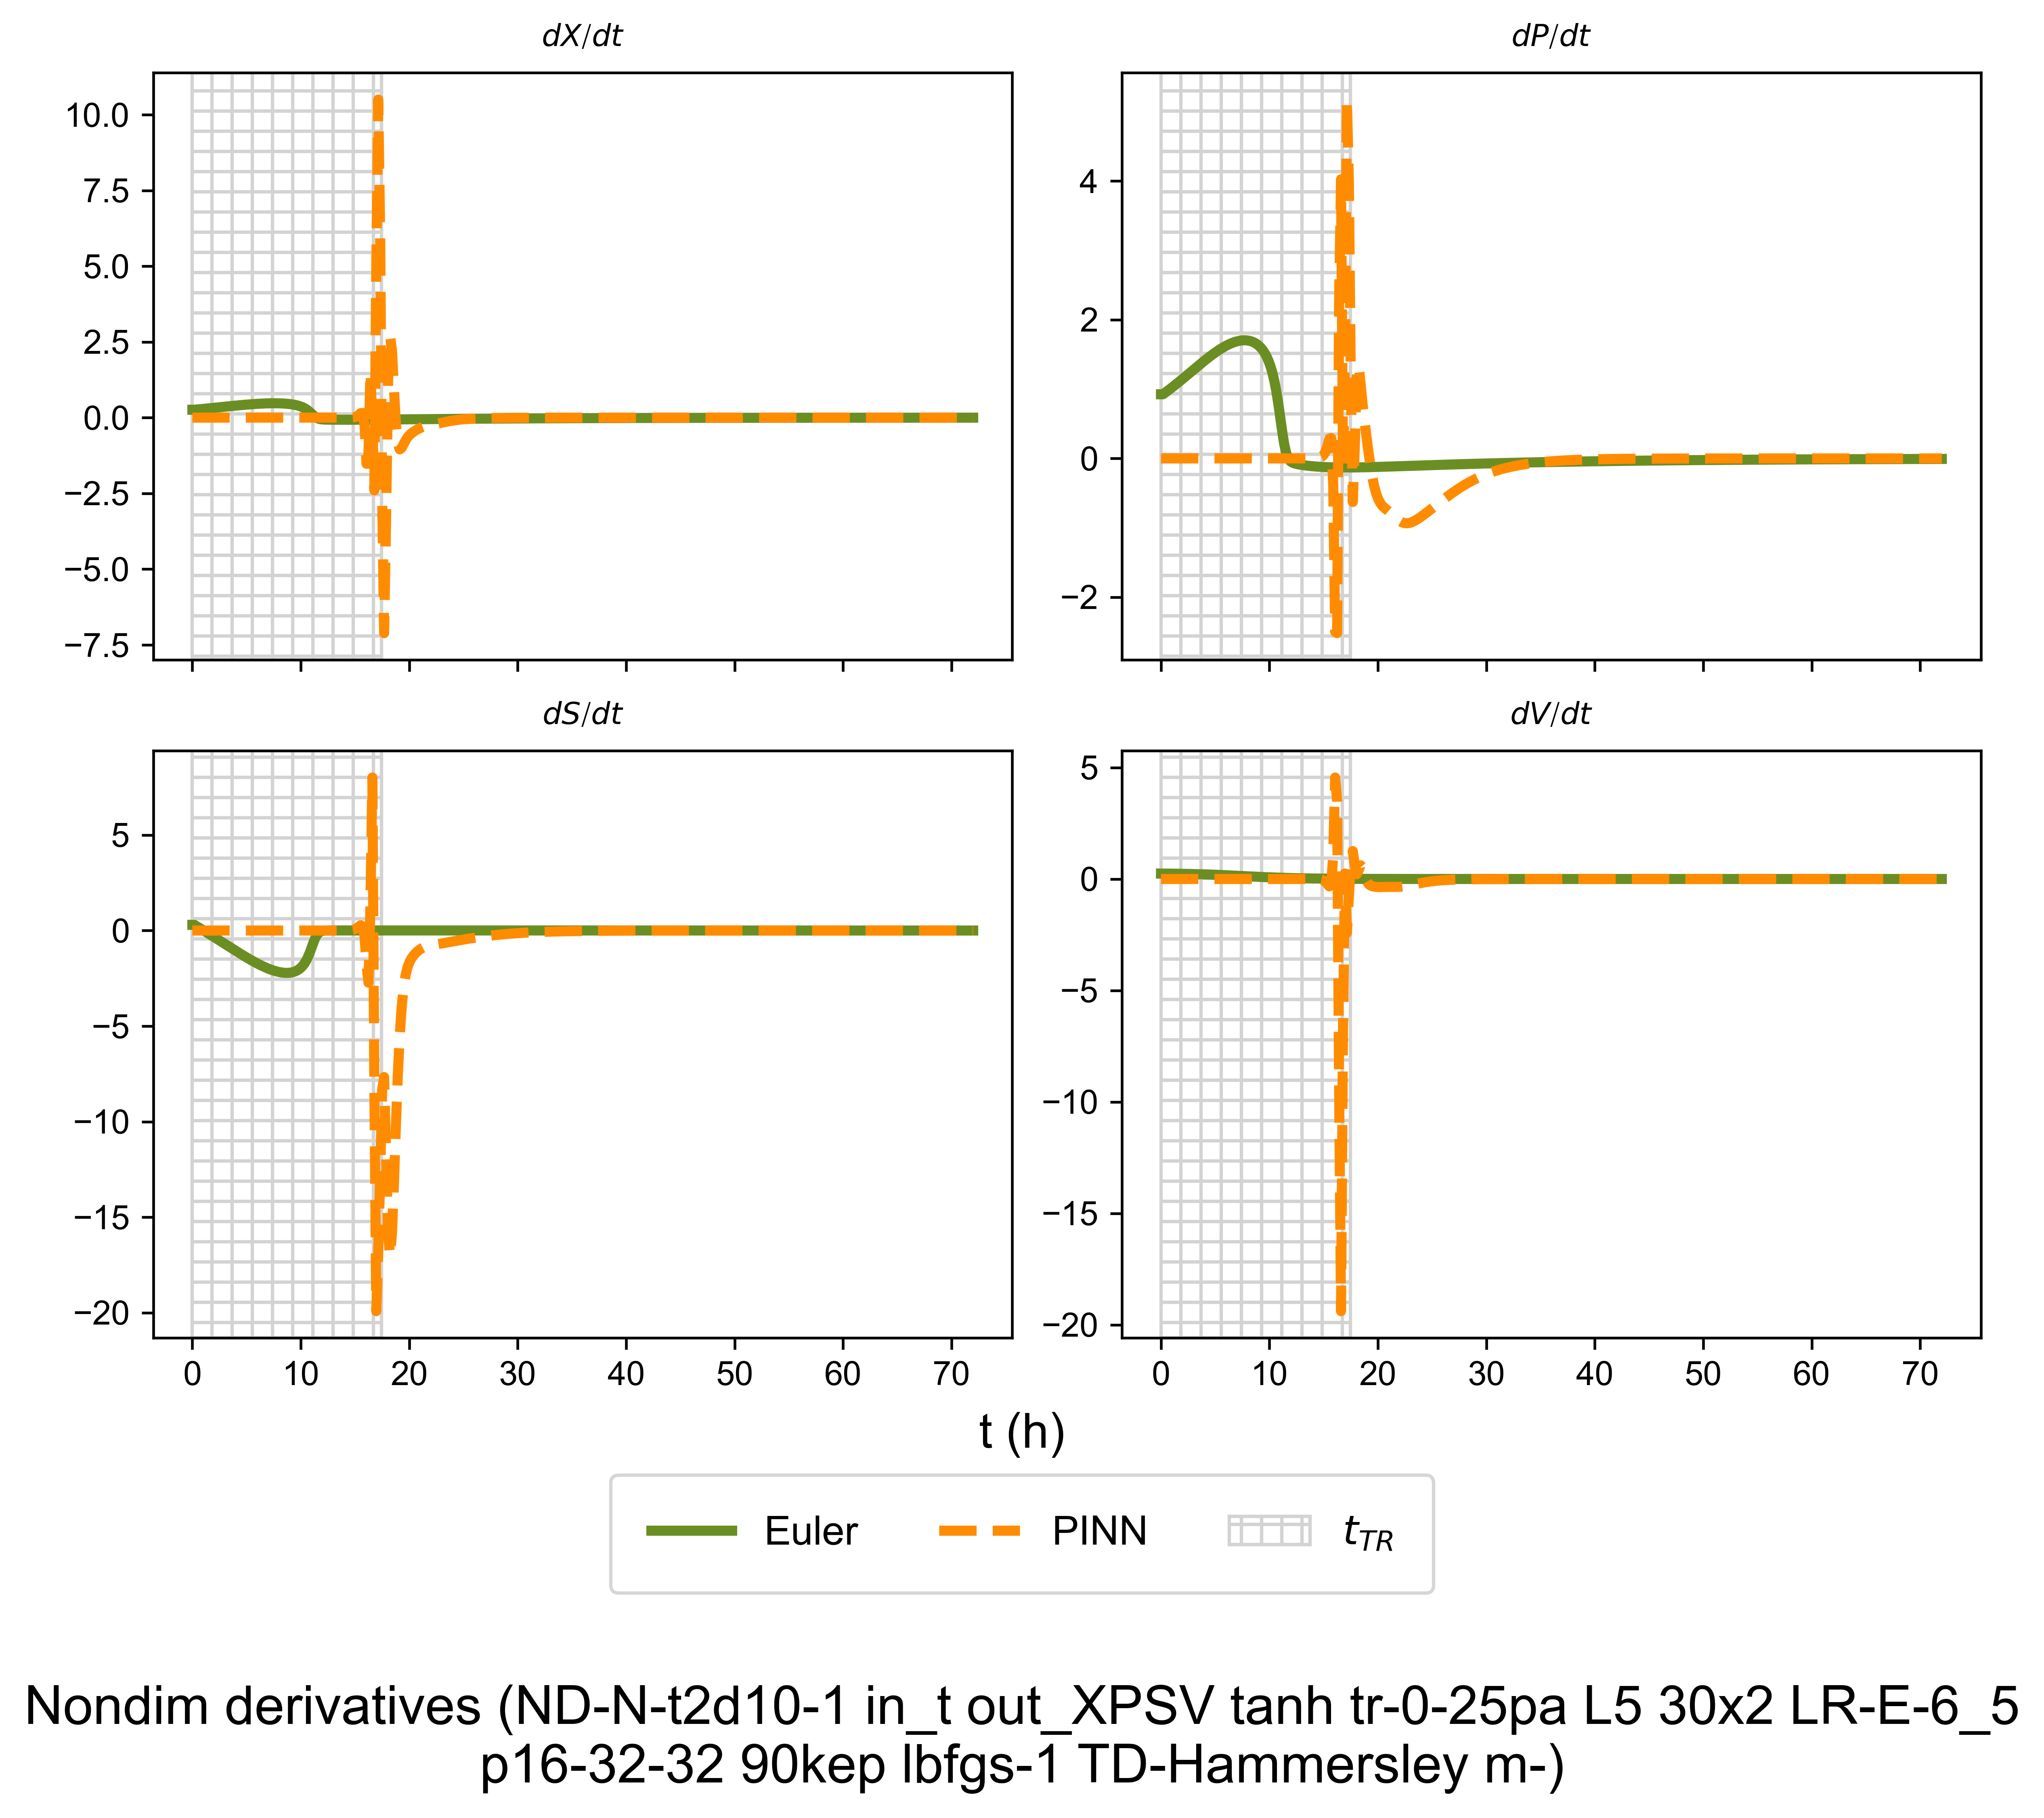 dX/dt
dP/dt
10.0
7.5
5.0
2.5
0.0
−2.5
−5.0
−7.5
4
2
0
−2
dS/dt
dV/dt
5
0
−5
−10
−15
−20
5
0
−5
−10
−15
−20
0 10 20 30 40 50 60 70
0 10 20 30 40 50 60 70
t (h)
Euler PINN t_TR
Nondim derivatives (ND-N-t2d10-1 in_t out_XPSV tanh tr-0-25pa L5 30x2 LR-E-6_5
p16-32-32 90kep lbfgs-1 TD-Hammersley m-)